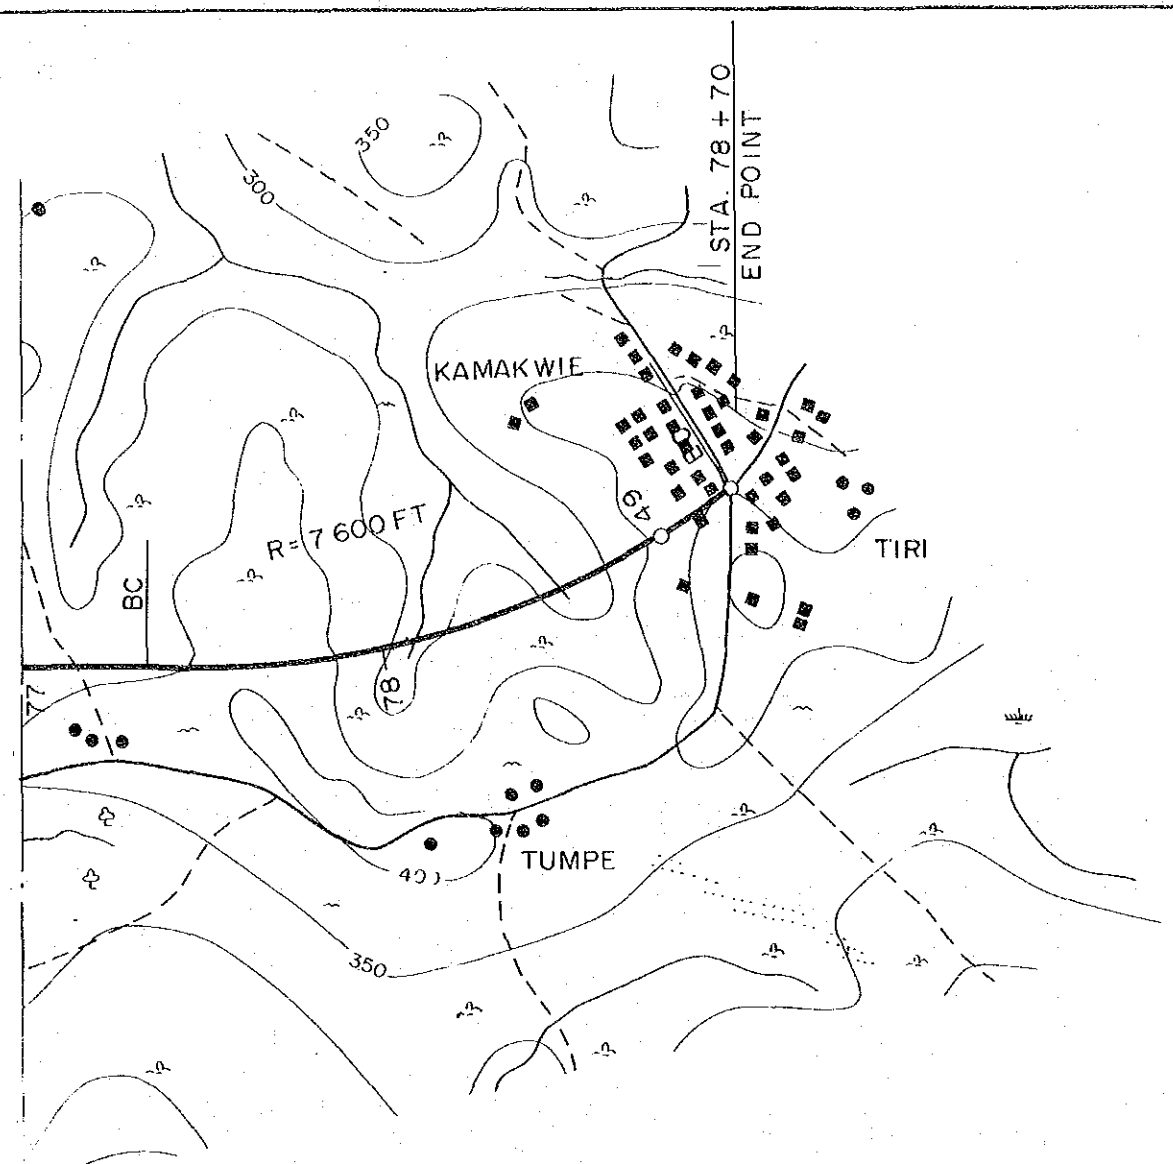 350
300
STA. 78 + 70
END POINT
KAMAKWIE
49
R= 7 600 FT
BC
TIRI
77
78
TUMPE
350